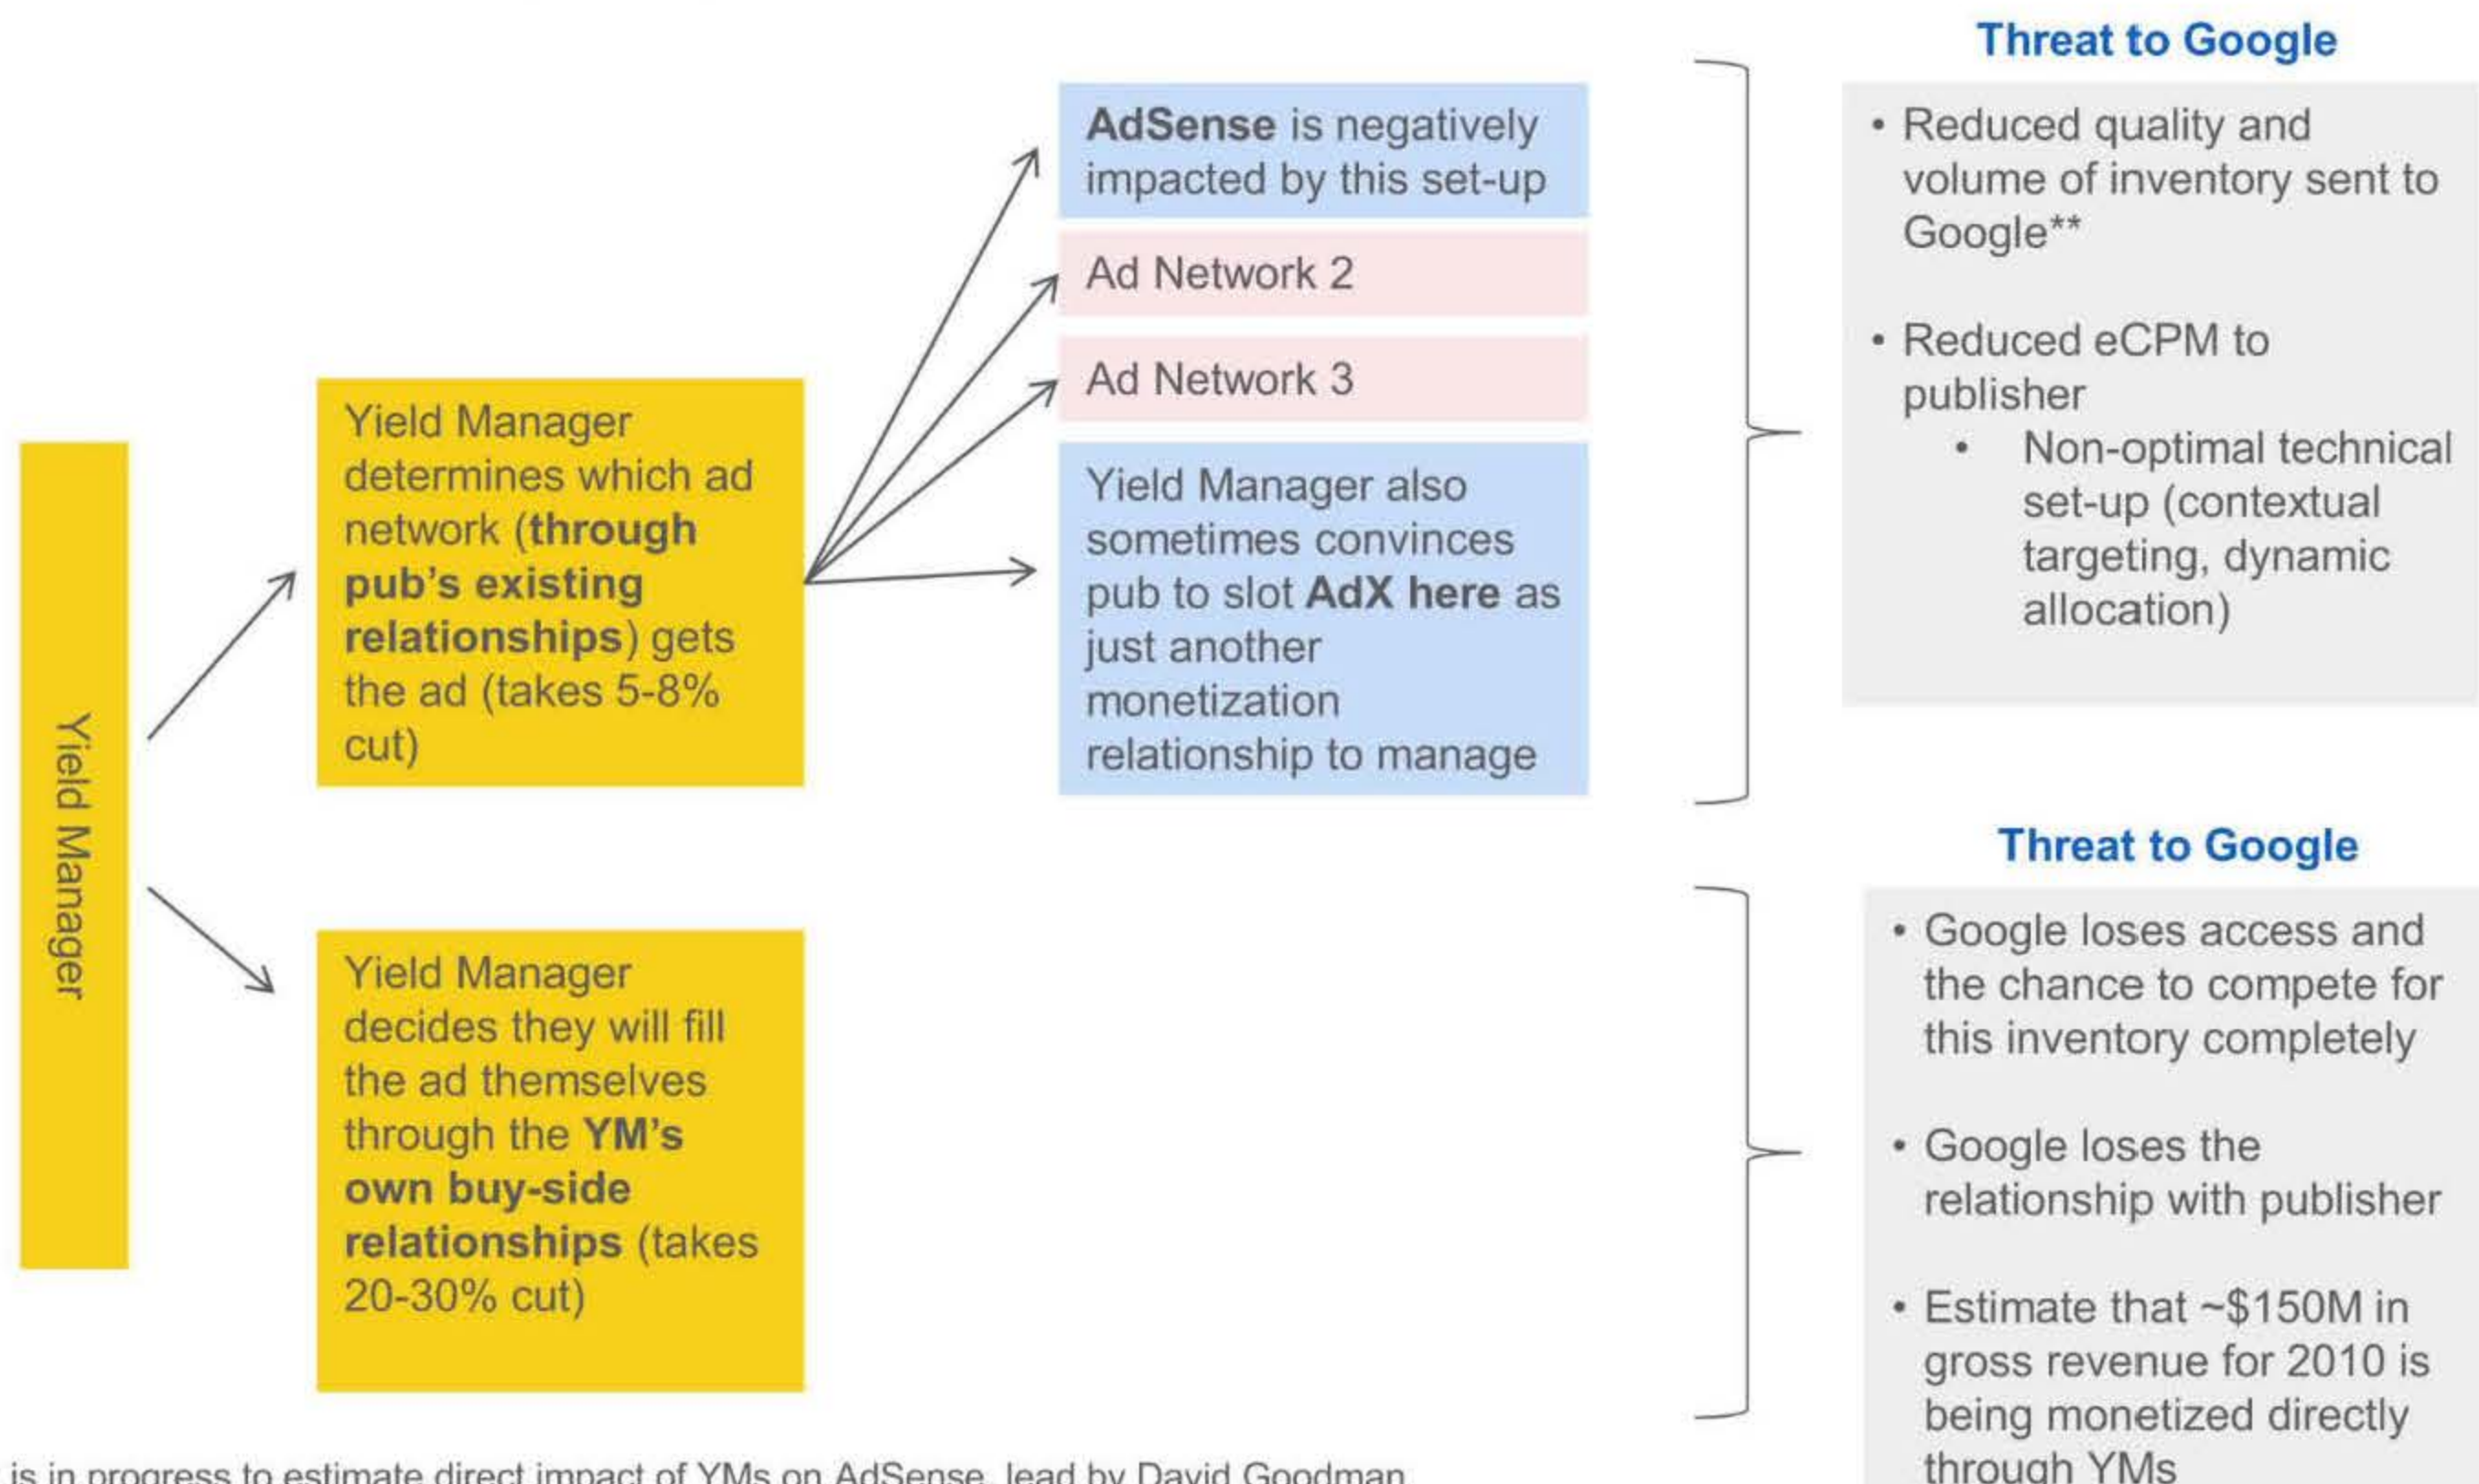 Yield Manager
Yield Manager
determines which ad
network (through
pub's existing
relationships) gets
the ad (takes 5-8%
cut)
AdSense is negatively
impacted by this set-up
Ad Network 2
Ad Network 3
Yield Manager also
sometimes convinces
pub to slot AdX here as
just another
monetization
relationship to manage
Threat to Google
• Reduced quality and
volume of inventory sent to
Google**
• Reduced eCPM to
publisher
• Non-optimal technical
set-up (contextual
targeting, dynamic
allocation)
Yield Manager
decides they will fill
the ad themselves
through the YM's
own buy-side
relationships (takes
20-30% cut)
Threat to Google
• Google loses access and
the chance to compete for
this inventory completely
• Google loses the
relationship with publisher
• Estimate that ~$150M in
gross revenue for 2010 is
being monetized directly
through YMs
is in progress to estimate direct impact of YMs on AdSense, lead by David Goodman